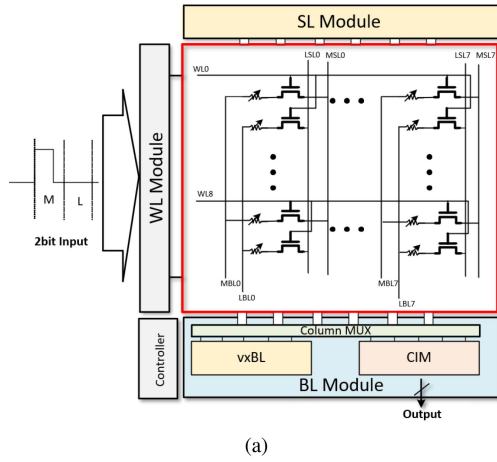 SL Module
LSL0 MSL0 LSL7 MSL7
WL0
WL Module
M L
2bit Input
WL8
MBL0 MBL7
LBL0 LBL7
Controller
Column MUX
vxBL CIM
BL Module
Output
(a)